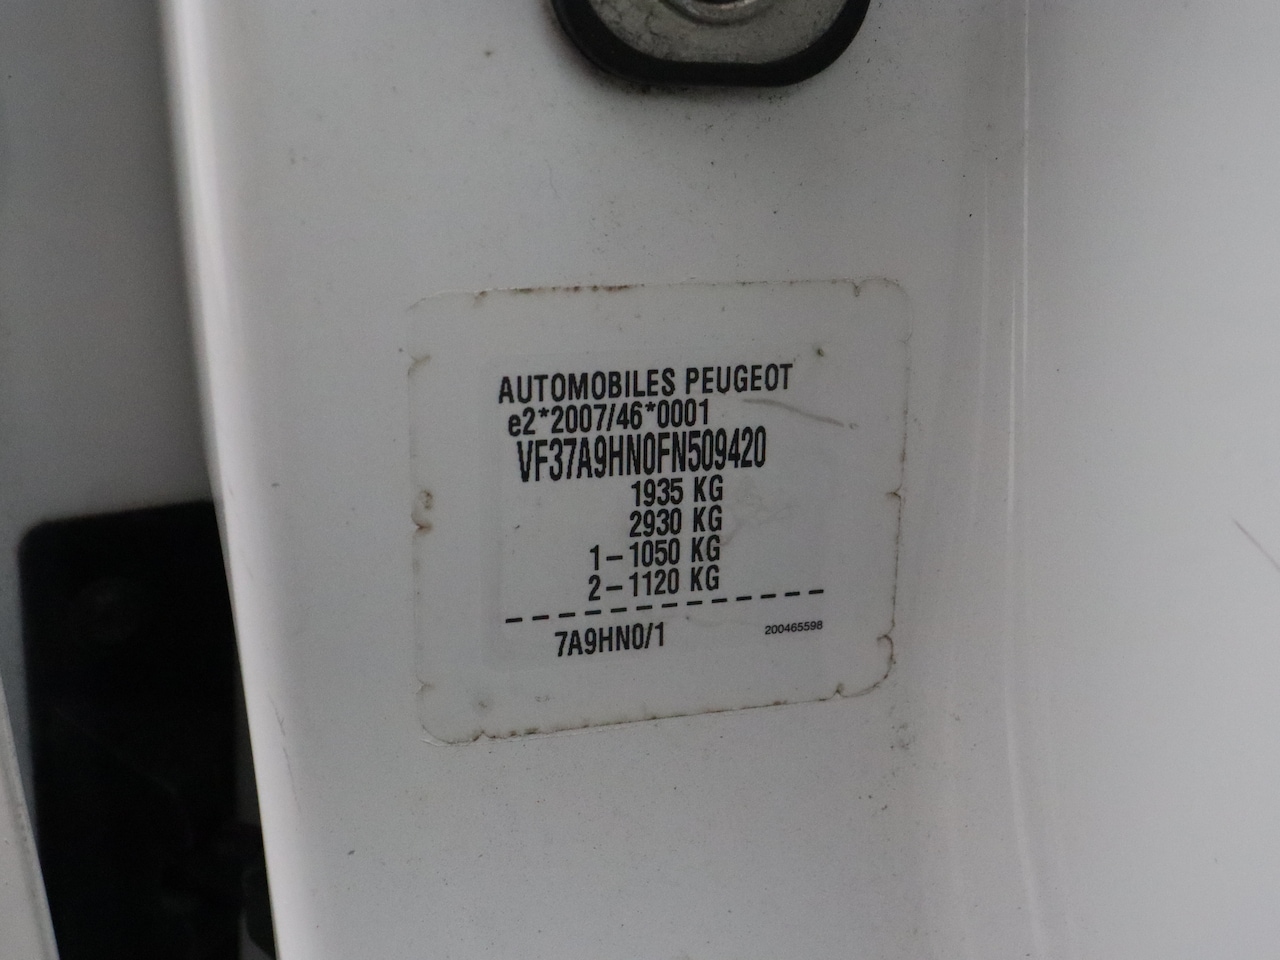 AUTOMOBILES PEUGEOT
e2*2007/46*0001
VF37A9HN0FN509420
1935 KG
2930 KG
1-1050 KG
2-1120 KG
7A9HN0/1
200465598